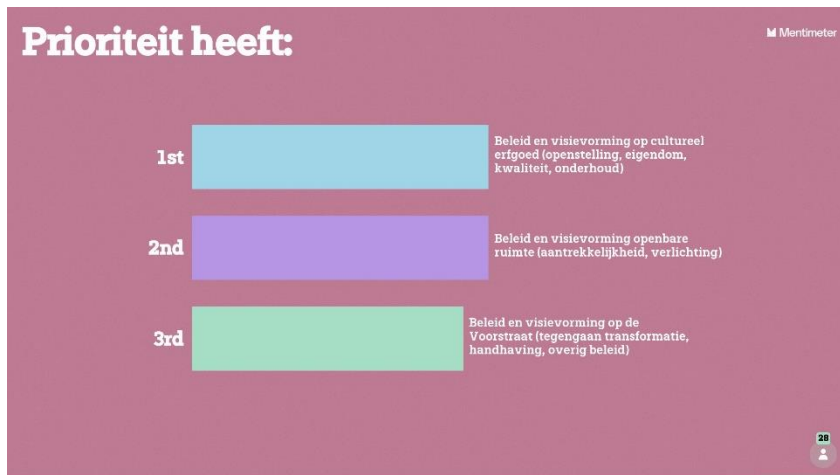 Prioriteit heeft:
Mentimeter
1st
Beleid en visievorming op cultureel
erfgoed (openstelling, eigendom,
kwaliteit, onderhoud)
2nd
Beleid en visievorming openbare
ruimte (aantrekkelijkheid, verlichting)
3rd
Beleid en visievorming op de
Voorstraat (tegengaan transformatie,
handhaving, overig beleid)
28